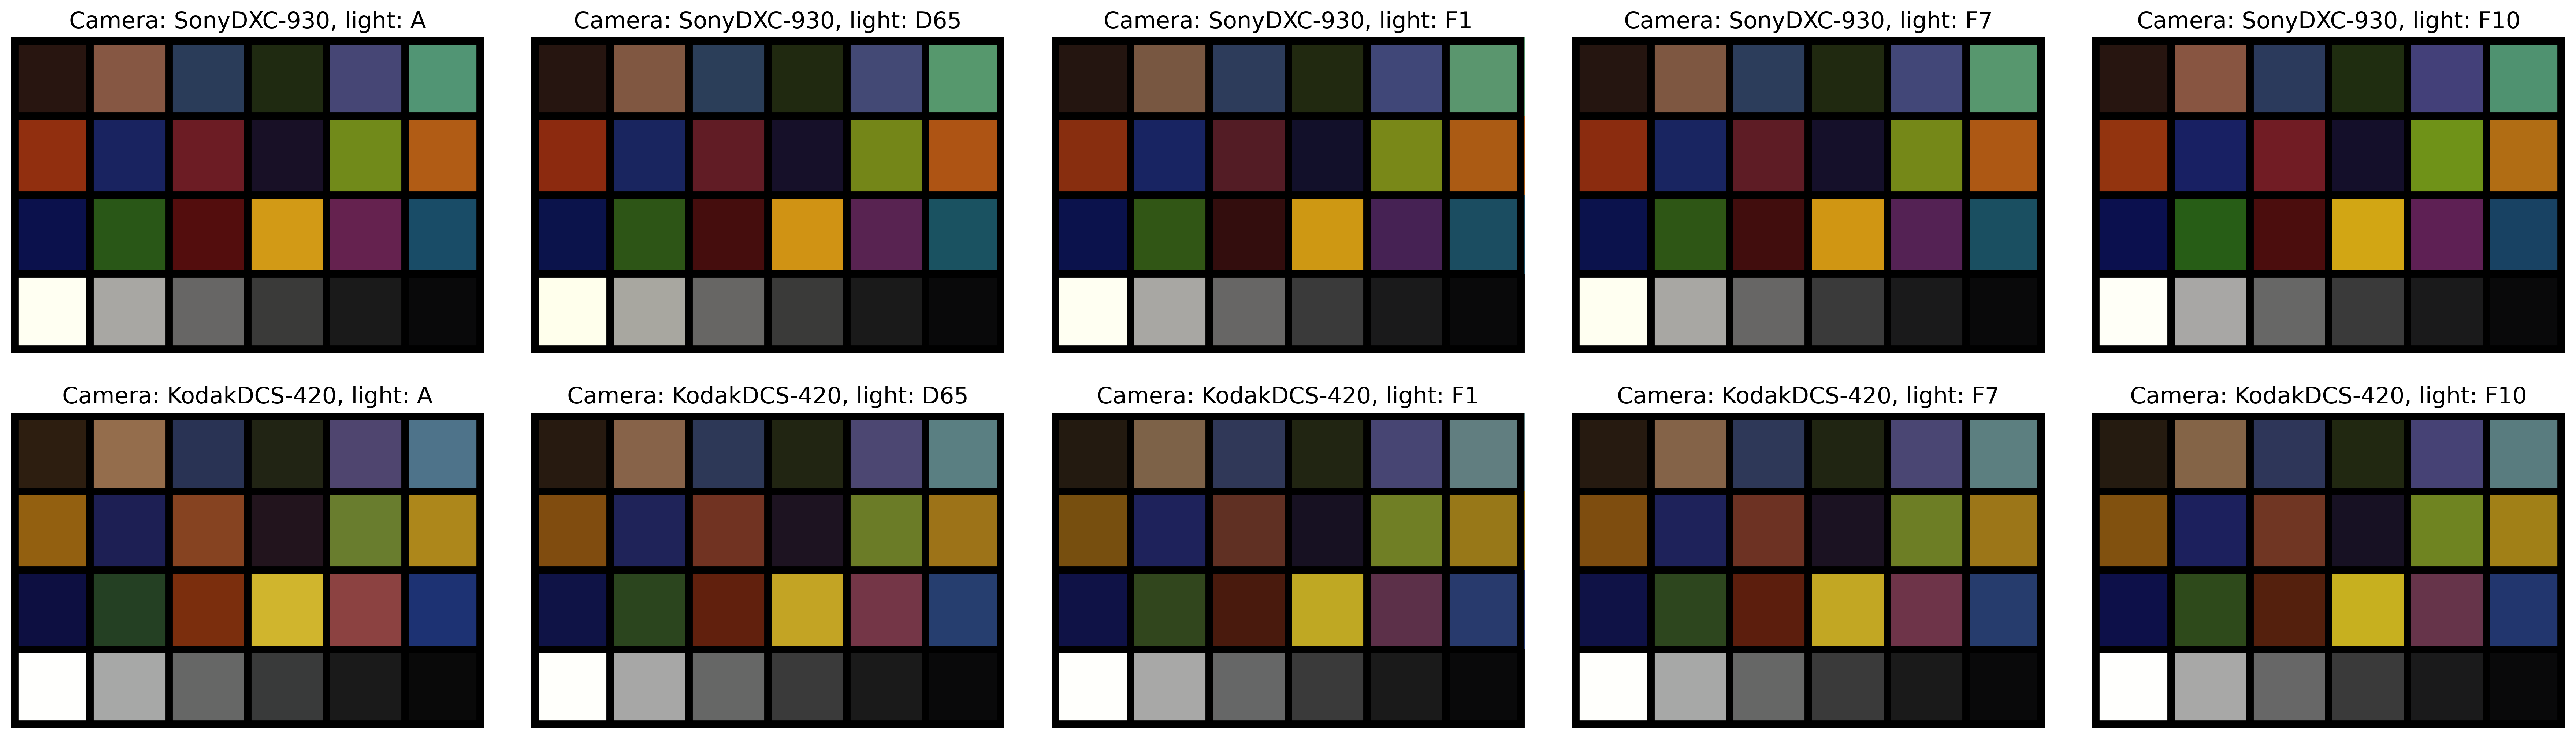 Camera: SonyDXC-930, light: A
Camera: SonyDXC-930, light: D65
Camera: SonyDXC-930, light: F1
Camera: SonyDXC-930, light: F7
Camera: SonyDXC-930, light: F10
Camera: KodakDCS-420, light: A
Camera: KodakDCS-420, light: D65
Camera: KodakDCS-420, light: F1
Camera: KodakDCS-420, light: F7
Camera: KodakDCS-420, light: F10